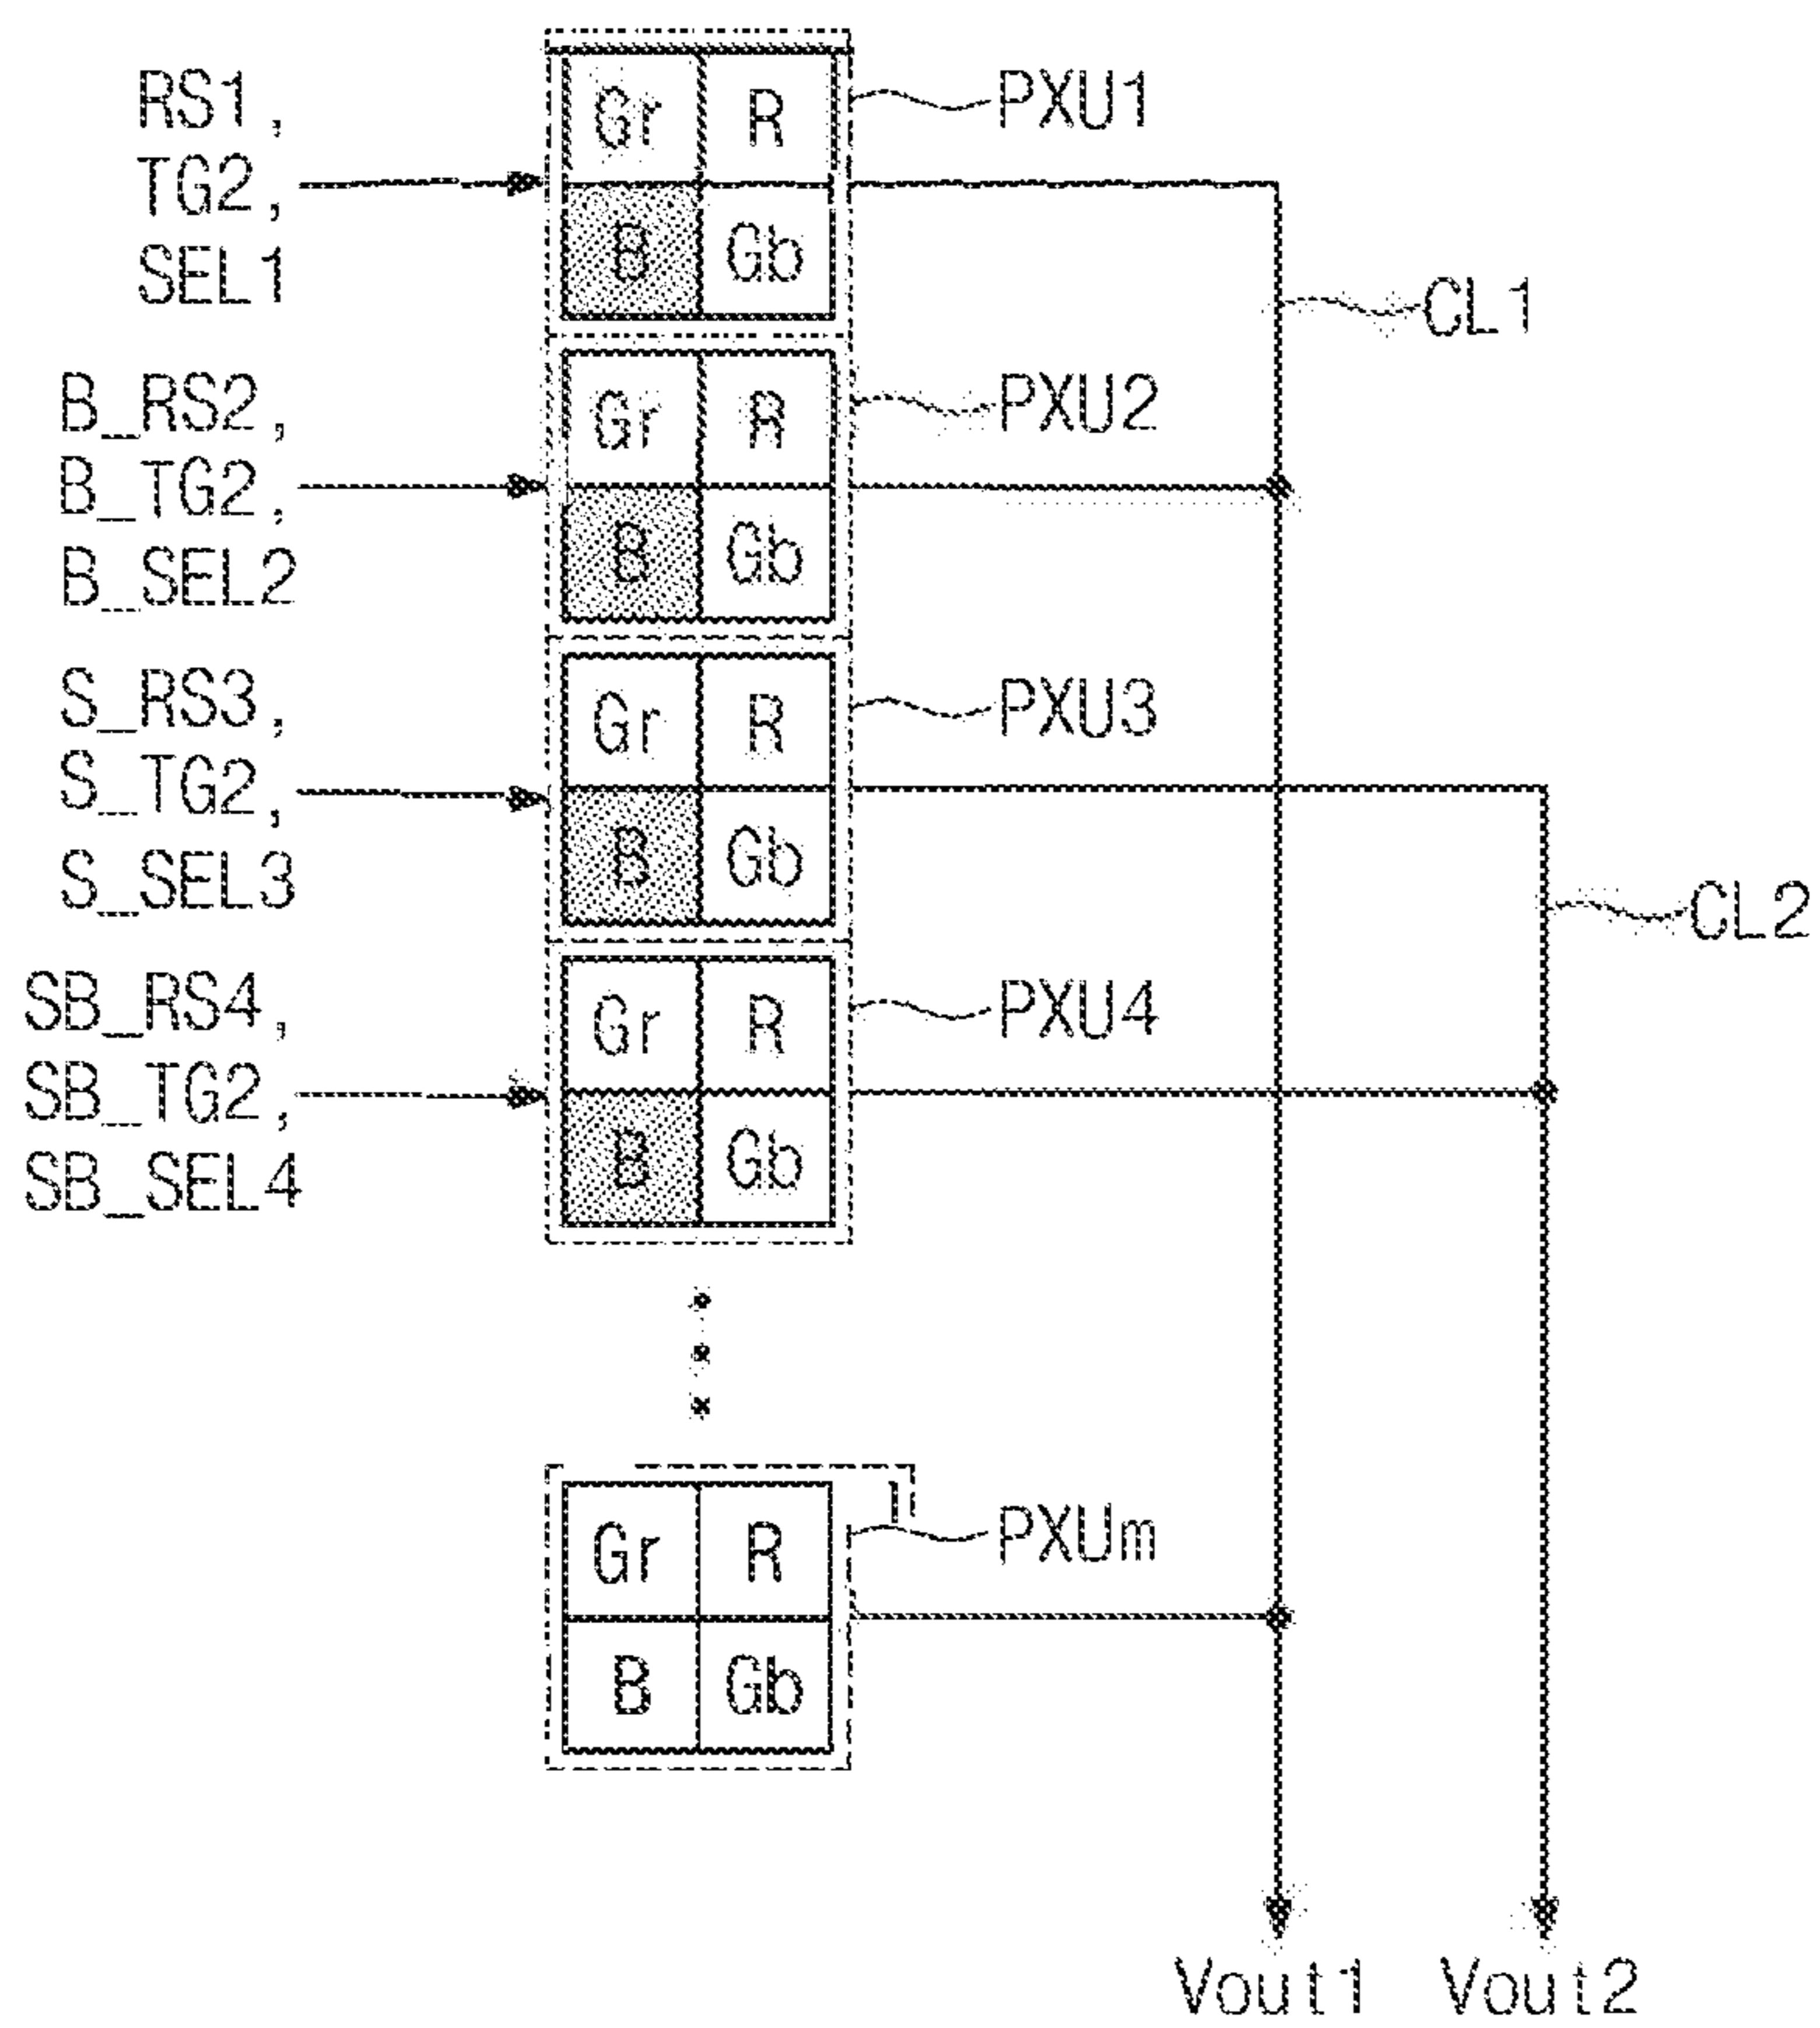 RS1,
TG2,
SEL1
Gr R
B Gb
PXU1
CL1
B_RS2,
B_TG2,
B_SEL2
Gr R
B Gb
PXU2
S_RS3,
S_TG2,
S_SEL3
Gr R
B Gb
PXU3
CL2
SB_RS4,
SB_TG2,
SB_SEL4
Gr R
B Gb
PXU4
Gr R
B Gb
PXUm
Vout1 Vout2